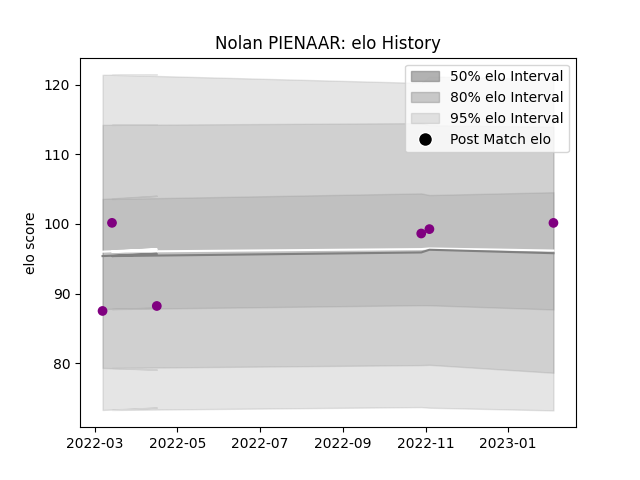 Nolan PIENAAR: elo History
50% elo Interval
80% elo Interval
95% elo Interval
Post Match elo
elo score
120
110
100
90
80
2022-03
2022-05
2022-07
2022-09
2022-11
2023-01